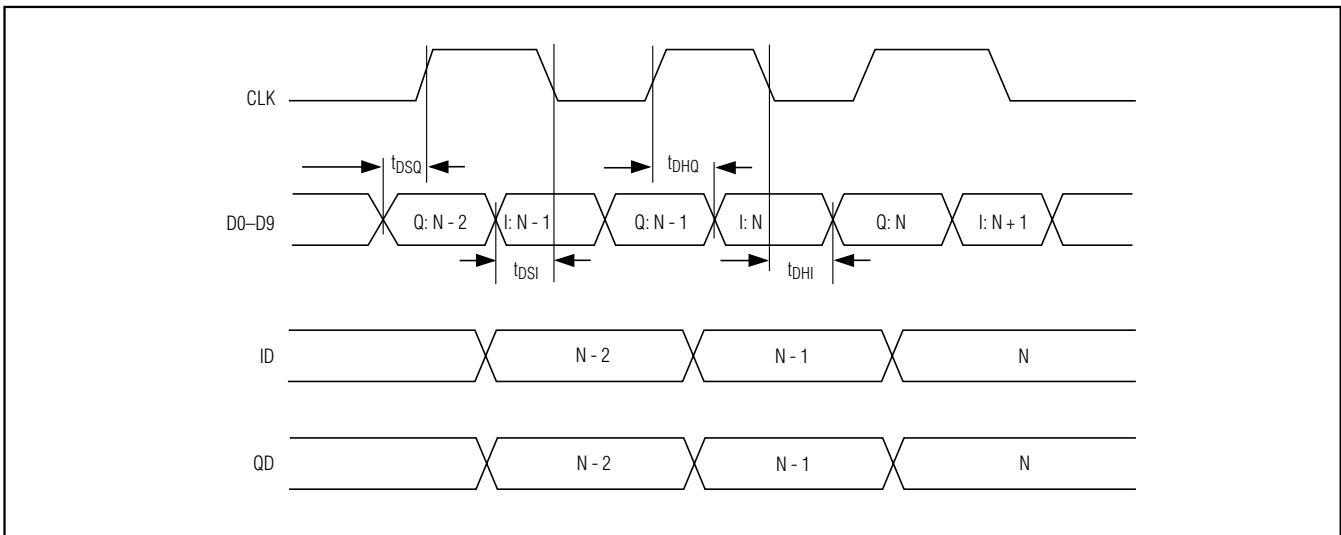 CLK
tDSQ
tDHQ
D0–D9
Q: N - 2
I: N - 1
Q: N - 1
I: N
Q: N
I: N + 1
tDSI
tDHI
ID
N - 2
N - 1
N
QD
N - 2
N - 1
N